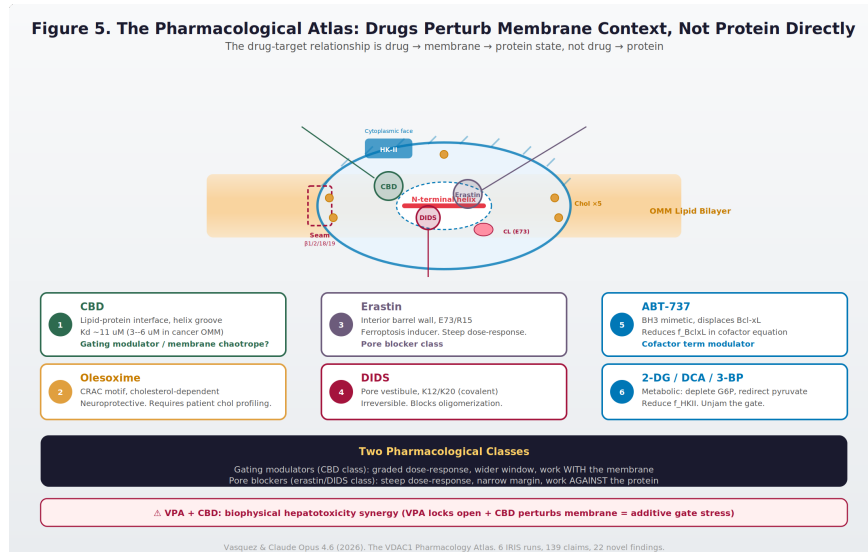 Figure 5. The Pharmacological Atlas: Drugs Perturb Membrane Context, Not Protein Directly
The drug-target relationship is drug → membrane → protein state, not drug → protein
Cytoplasmic face
HK-II
CBD
Erastin
N-terminal helix
DIDS
Chol ×5
OMM Lipid Bilayer
CL (E73)
Seam
β1/2/18/19
CBD
1
Lipid-protein interface, helix groove
Kd ~11 uM (3--6 uM in cancer OMM)
Gating modulator / membrane chaotrope?
Erastin
3
Interior barrel wall, E73/R15
Ferroptosis inducer. Steep dose-response.
Pore blocker class
ABT-737
5
BH3 mimetic, displaces Bcl-xL
Reduces f_BclxL in cofactor equation
Cofactor term modulator
Olesoxime
2
CRAC motif, cholesterol-dependent
Neuroprotective. Requires patient chol profiling.
DIDS
4
Pore vestibule, K12/K20 (covalent)
Irreversible. Blocks oligomerization.
2-DG / DCA / 3-BP
6
Metabolic: deplete G6P, redirect pyruvate
Reduce f_HKII. Unjam the gate.
Two Pharmacological Classes
Gating modulators (CBD class): graded dose-response, wider window, work WITH the membrane
Pore blockers (erastin/DIDS class): steep dose-response, narrow margin, work AGAINST the protein
⚠ VPA + CBD: biophysical hepatotoxicity synergy (VPA locks open + CBD perturbs membrane = additive gate stress)
Vasquez & Claude Opus 4.6 (2026). The VDAC1 Pharmacology Atlas. 6 IRIS runs, 139 claims, 22 novel findings.